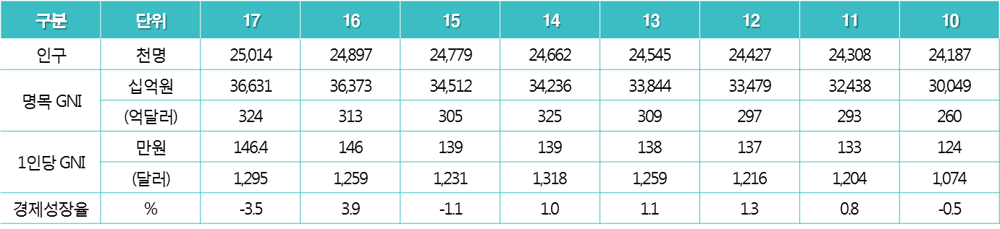 구분 단위 17 16 15 14 13 12 11 10
인구 천명 25,014 24,897 24,779 24,662 24,545 24,427 24,308 24,187
명목 GNI 십억원 36,631 36,373 34,512 34,236 33,844 33,479 32,438 30,049
(억달러) 324 313 305 325 309 297 293 260
1인당 GNI 만원 146.4 146 139 139 138 137 133 124
(달러) 1,295 1,259 1,231 1,318 1,259 1,216 1,204 1,074
경제성장율 % -3.5 3.9 -1.1 1.0 1.1 1.3 0.8 -0.5